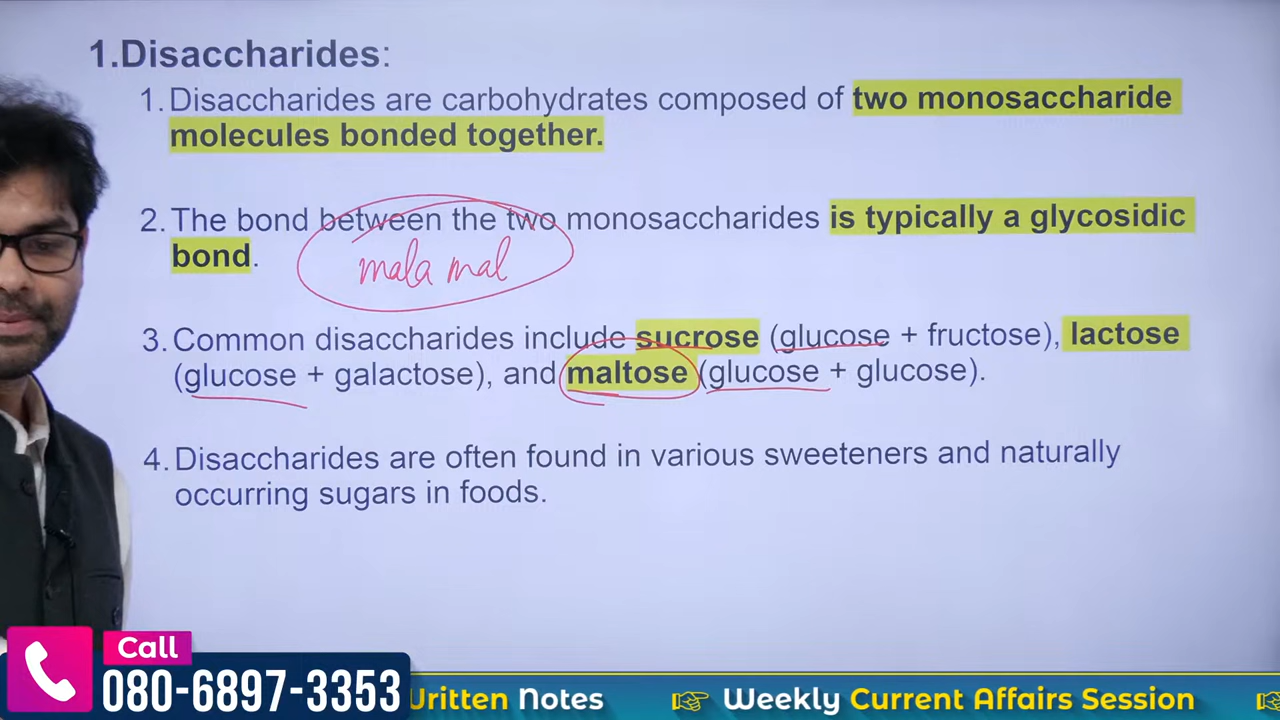 1.Disaccharides:
1. Disaccharides are carbohydrates composed of two monosaccharide
molecules bonded together.
2. The bond between the two monosaccharides is typically a glycosidic
bond.
mala mal
3. Common disaccharides include sucrose (glucose + fructose), lactose
(glucose + galactose), and maltose (glucose + glucose).
4. Disaccharides are often found in various sweeteners and naturally
occurring sugars in foods.
Call
080-6897-3353
Written Notes
Weekly Current Affairs Session